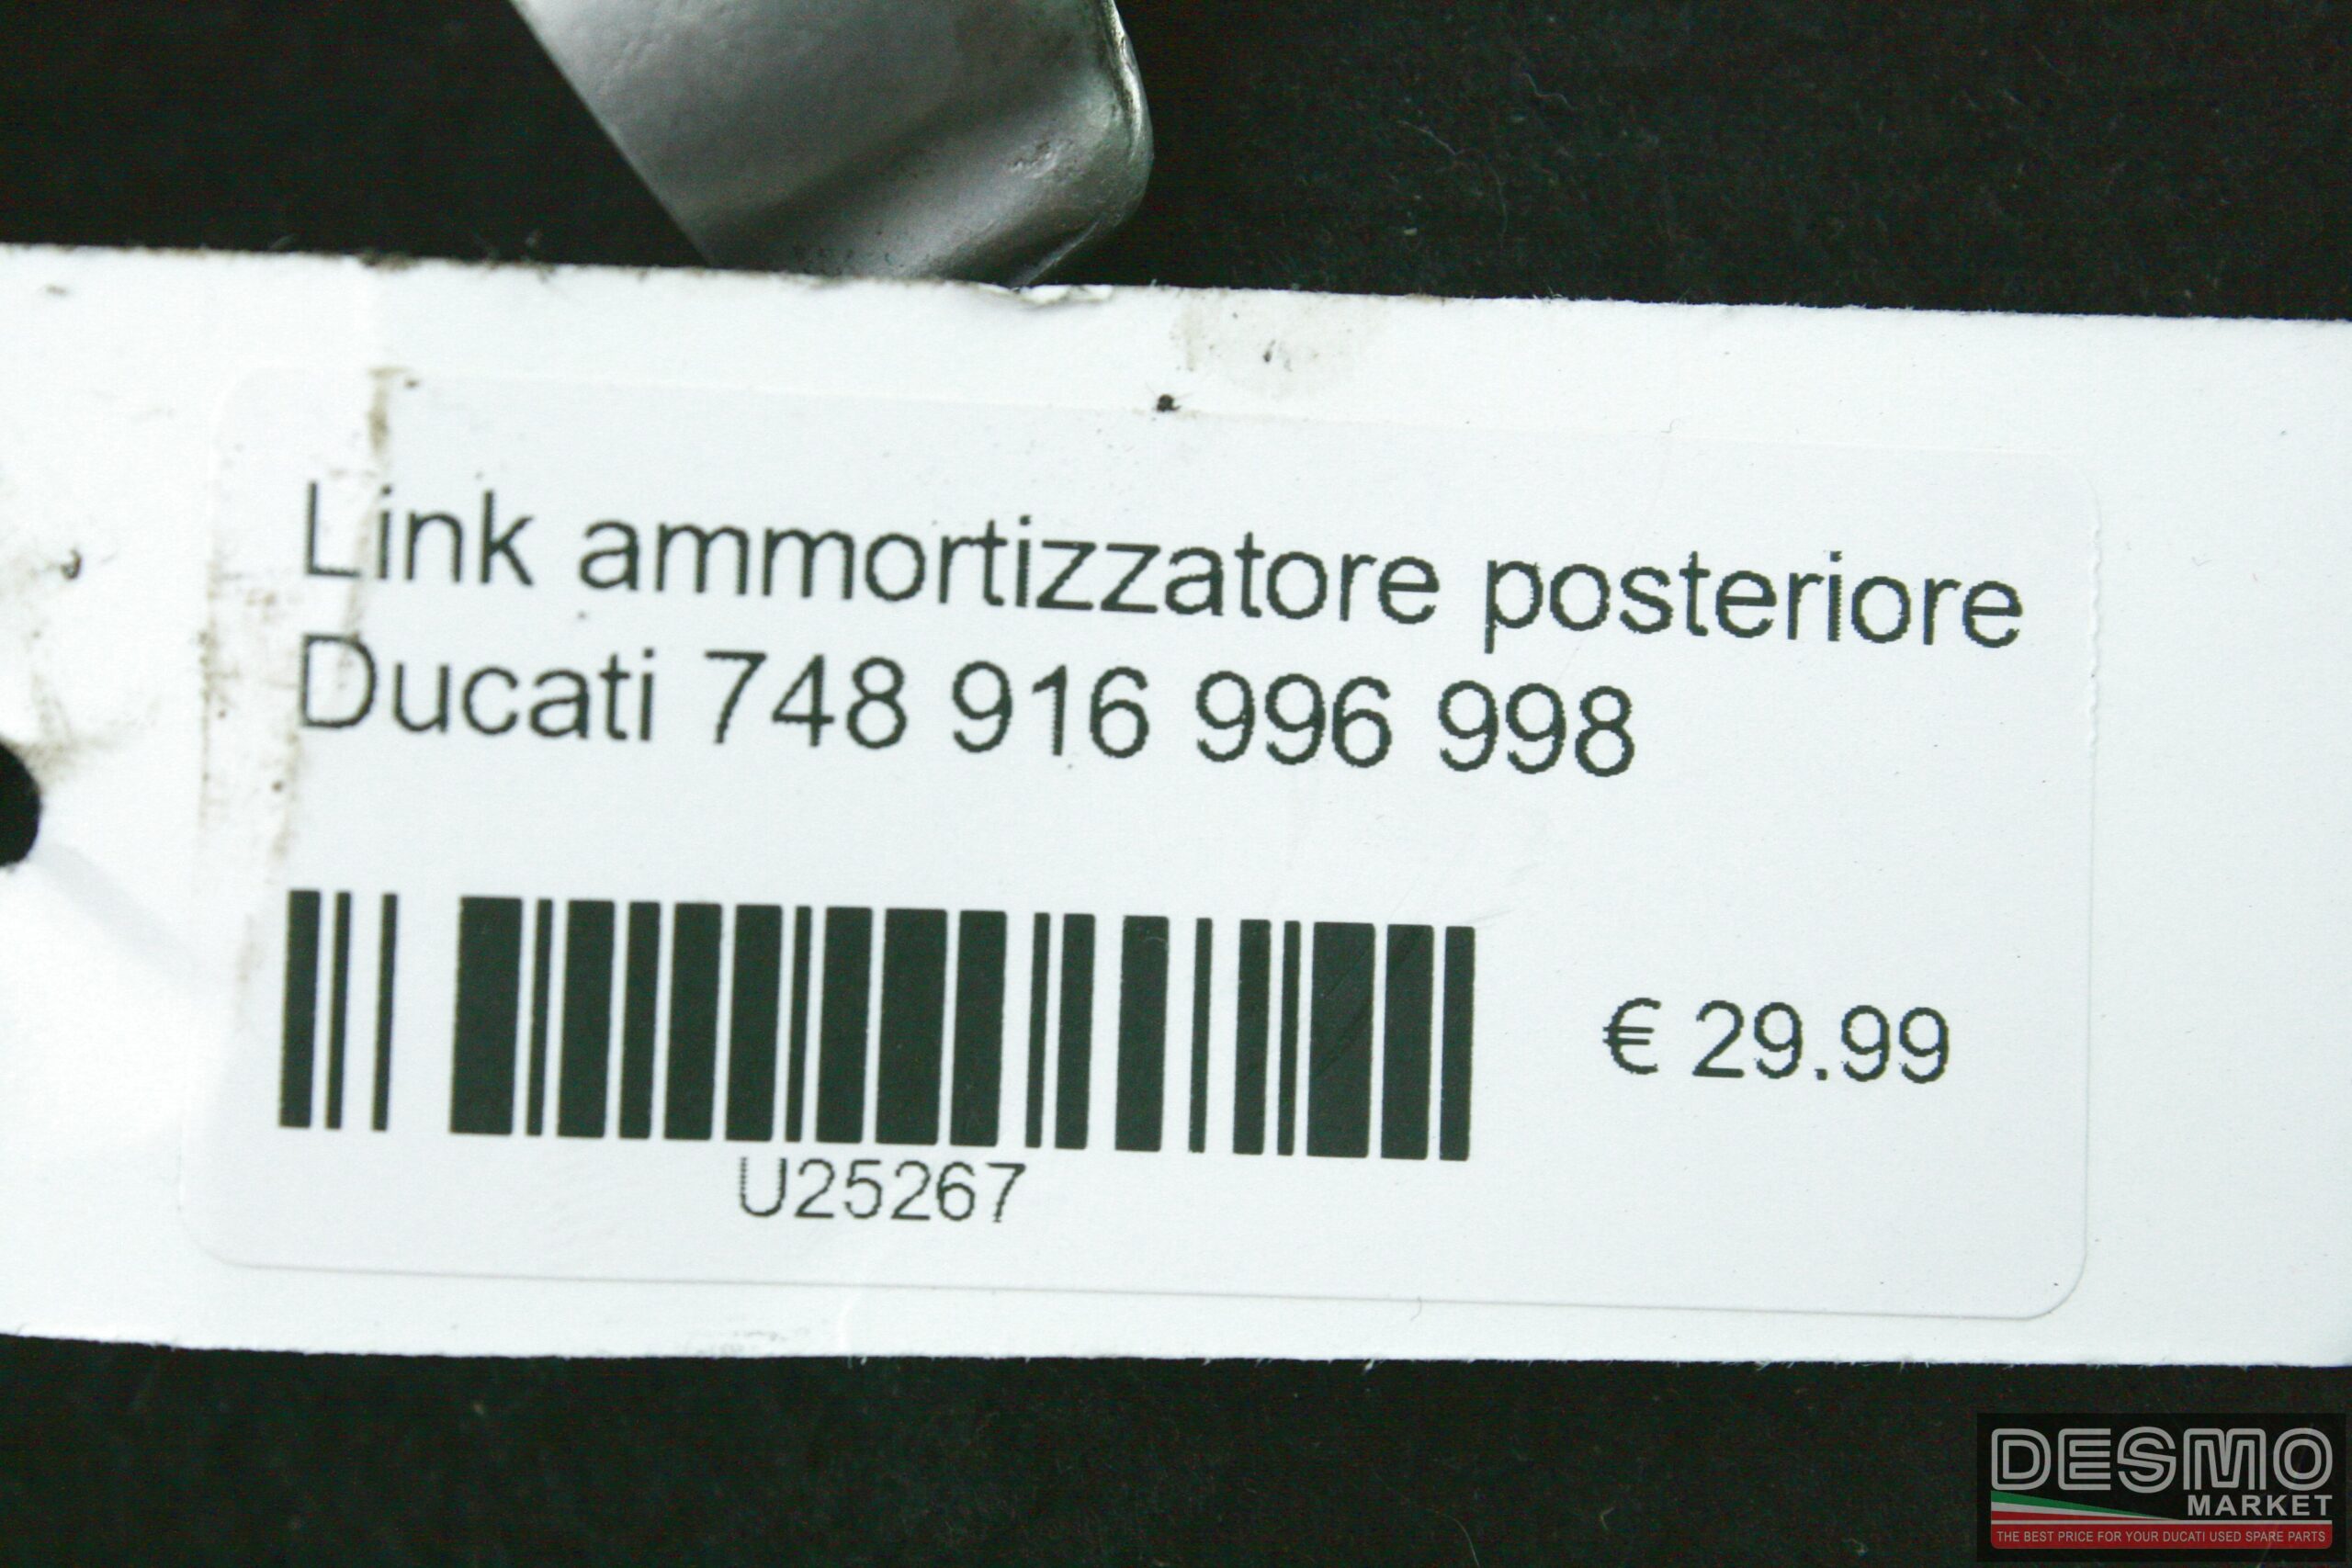 Link ammortizzatore posteriore
Ducati 748 916 996 998
€ 29.99
U25267
DESMO
MARKET
THE BEST PRICE FOR YOUR DUCATI USED SPARE PARTS